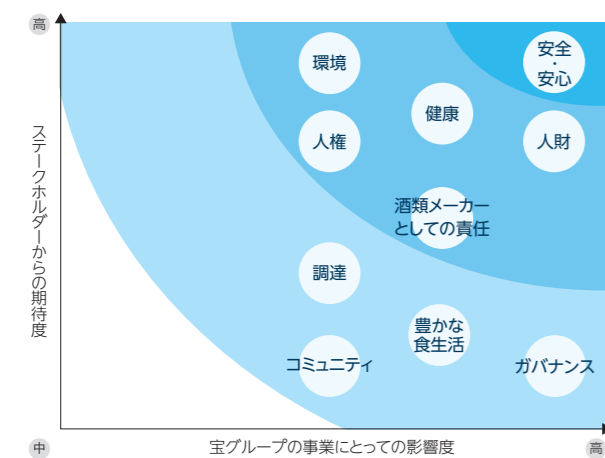 高
ステークホルダーからの期待度
中
環境
安全
・
安心
健康
人権
人財
酒類メーカー
としての責任
調達
豊かな
食生活
コミュニティ
ガバナンス
宝グループの事業にとっての影響度
高